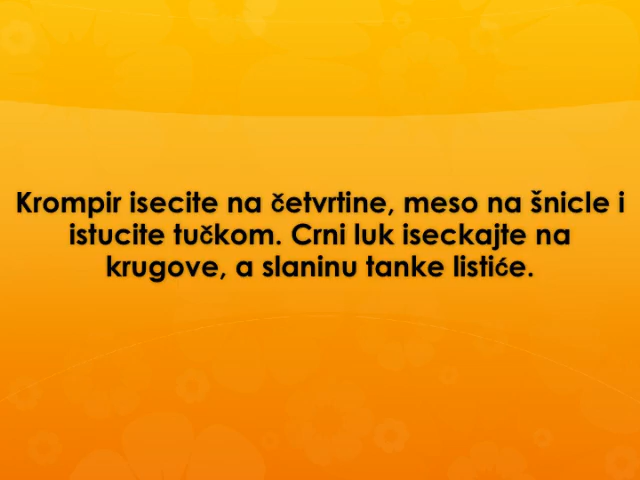 Krompir isecite na četvrtine, meso na šnicle i
istucite tučkom. Crni luk iseckajte na
krugove, a slaninu tanke listiće.